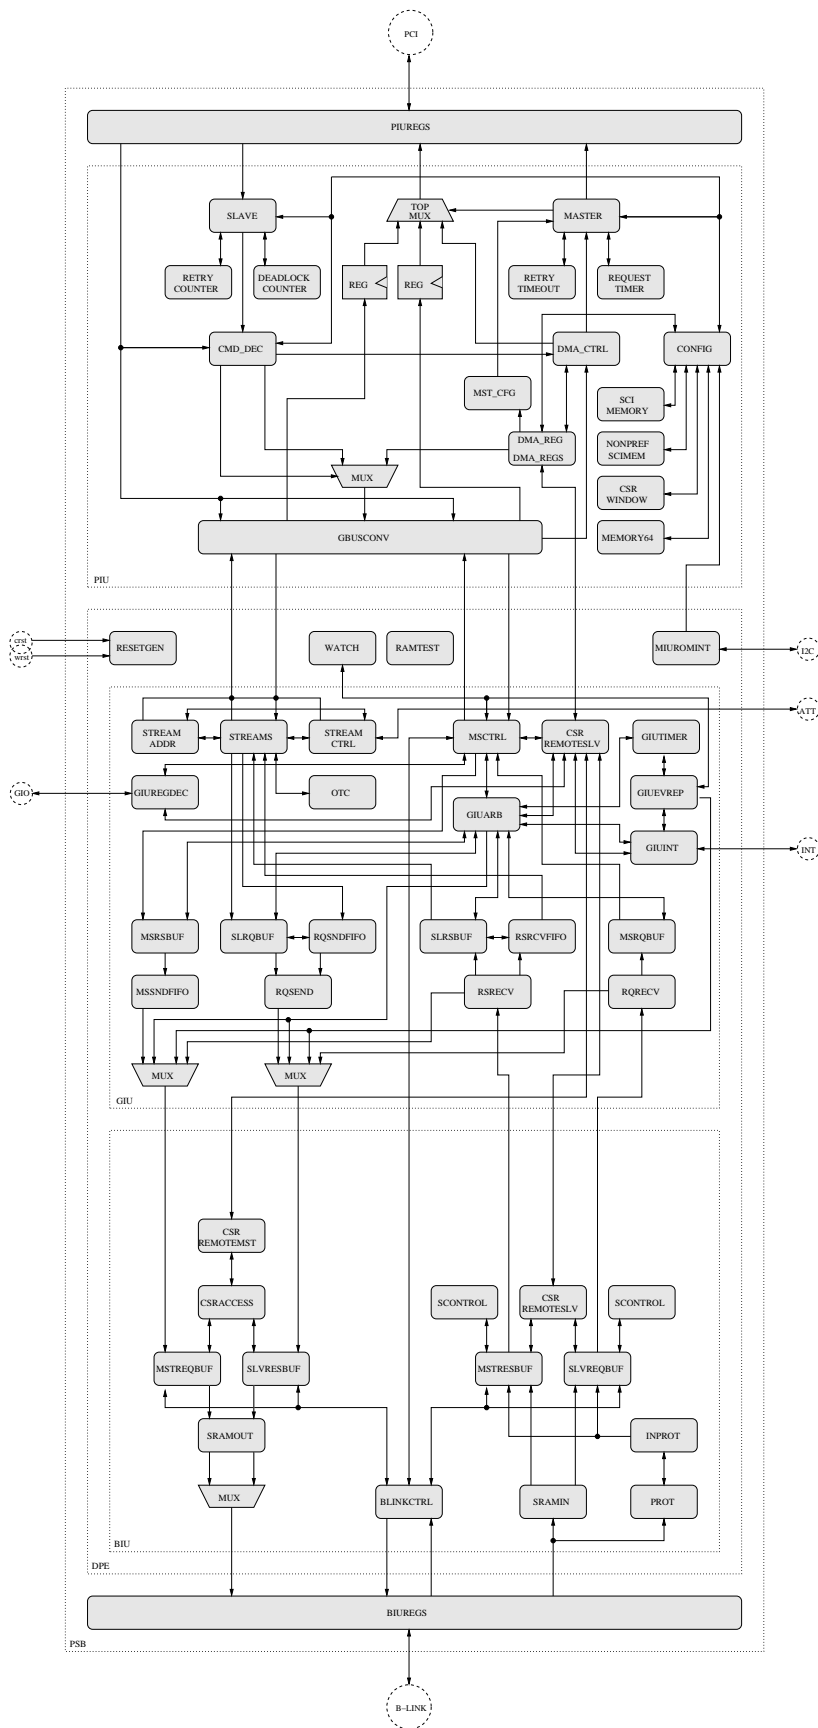 PCI
PIUREGS
TOP
MUX
SLAVE
MASTER
RETRY
COUNTER
DEADLOCK
COUNTER
REG
REG
RETRY
TIMEOUT
REQUEST
TIMER
CMD_DEC
DMA_CTRL
CONFIG
MST_CFG
SCI
MEMORY
DMA_REG
DMA_REGS
NONPREF
SCIMEM
MUX
CSR
WINDOW
GBUSCONV
MEMORY64
PIU
crst
wrst
RESETGEN
WATCH
RAMTEST
MIUROMINT
I2C
ATT
STREAM
ADDR
STREAMS
STREAM
CTRL
MSCTRL
CSR
REMOTESLV
GIUTIMER
GIO
GIUREGDEC
OTC
GIUEVREP
GIUARB
GIUINT
INT
MSRSBUF
SLRQBUF
RQSNDFIFO
SLRSBUF
RSRCVFIFO
MSRQBUF
MSSNDFIFO
RQSEND
RSRECV
RQRECV
MUX
MUX
GIU
CSR
REMOTEMST
CSRACCESS
SCONTROL
CSR
REMOTESLV
SCONTROL
MSTREQBUF
SLVRESBUF
MSTRESBUF
SLVREQBUF
SRAMOUT
INPROT
MUX
BLINKCTRL
SRAMIN
PROT
BIU
DPE
BIUREGS
PSB
B-LINK